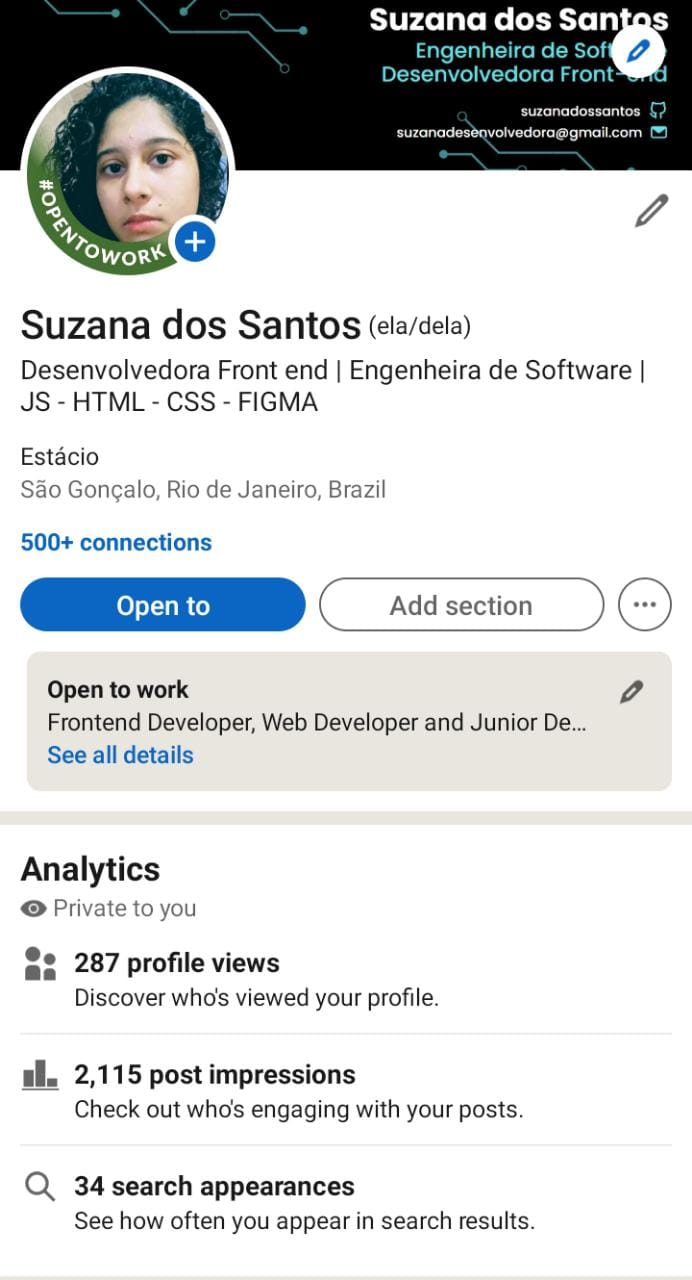 Suzana dos Santos
Engenheira de
Desenvolvedora
suzanadossantos
suzanadesenvolvedora@gmail.com
#OPENTOWORK
Suzana dos Santos (ela/dela)
Desenvolvedora Front end | Engenheira de Software |
JS - HTML - CSS - FIGMA
Estácio
São Gonçalo, Rio de Janeiro, Brazil
500+ connections
Open to
Add section
Open to work
Frontend Developer, Web Developer and Junior De...
See all details
Analytics
Private to you
287 profile views
Discover who's viewed your profile.
2,115 post impressions
Check out who's engaging with your posts.
34 search appearances
See how often you appear in search results.